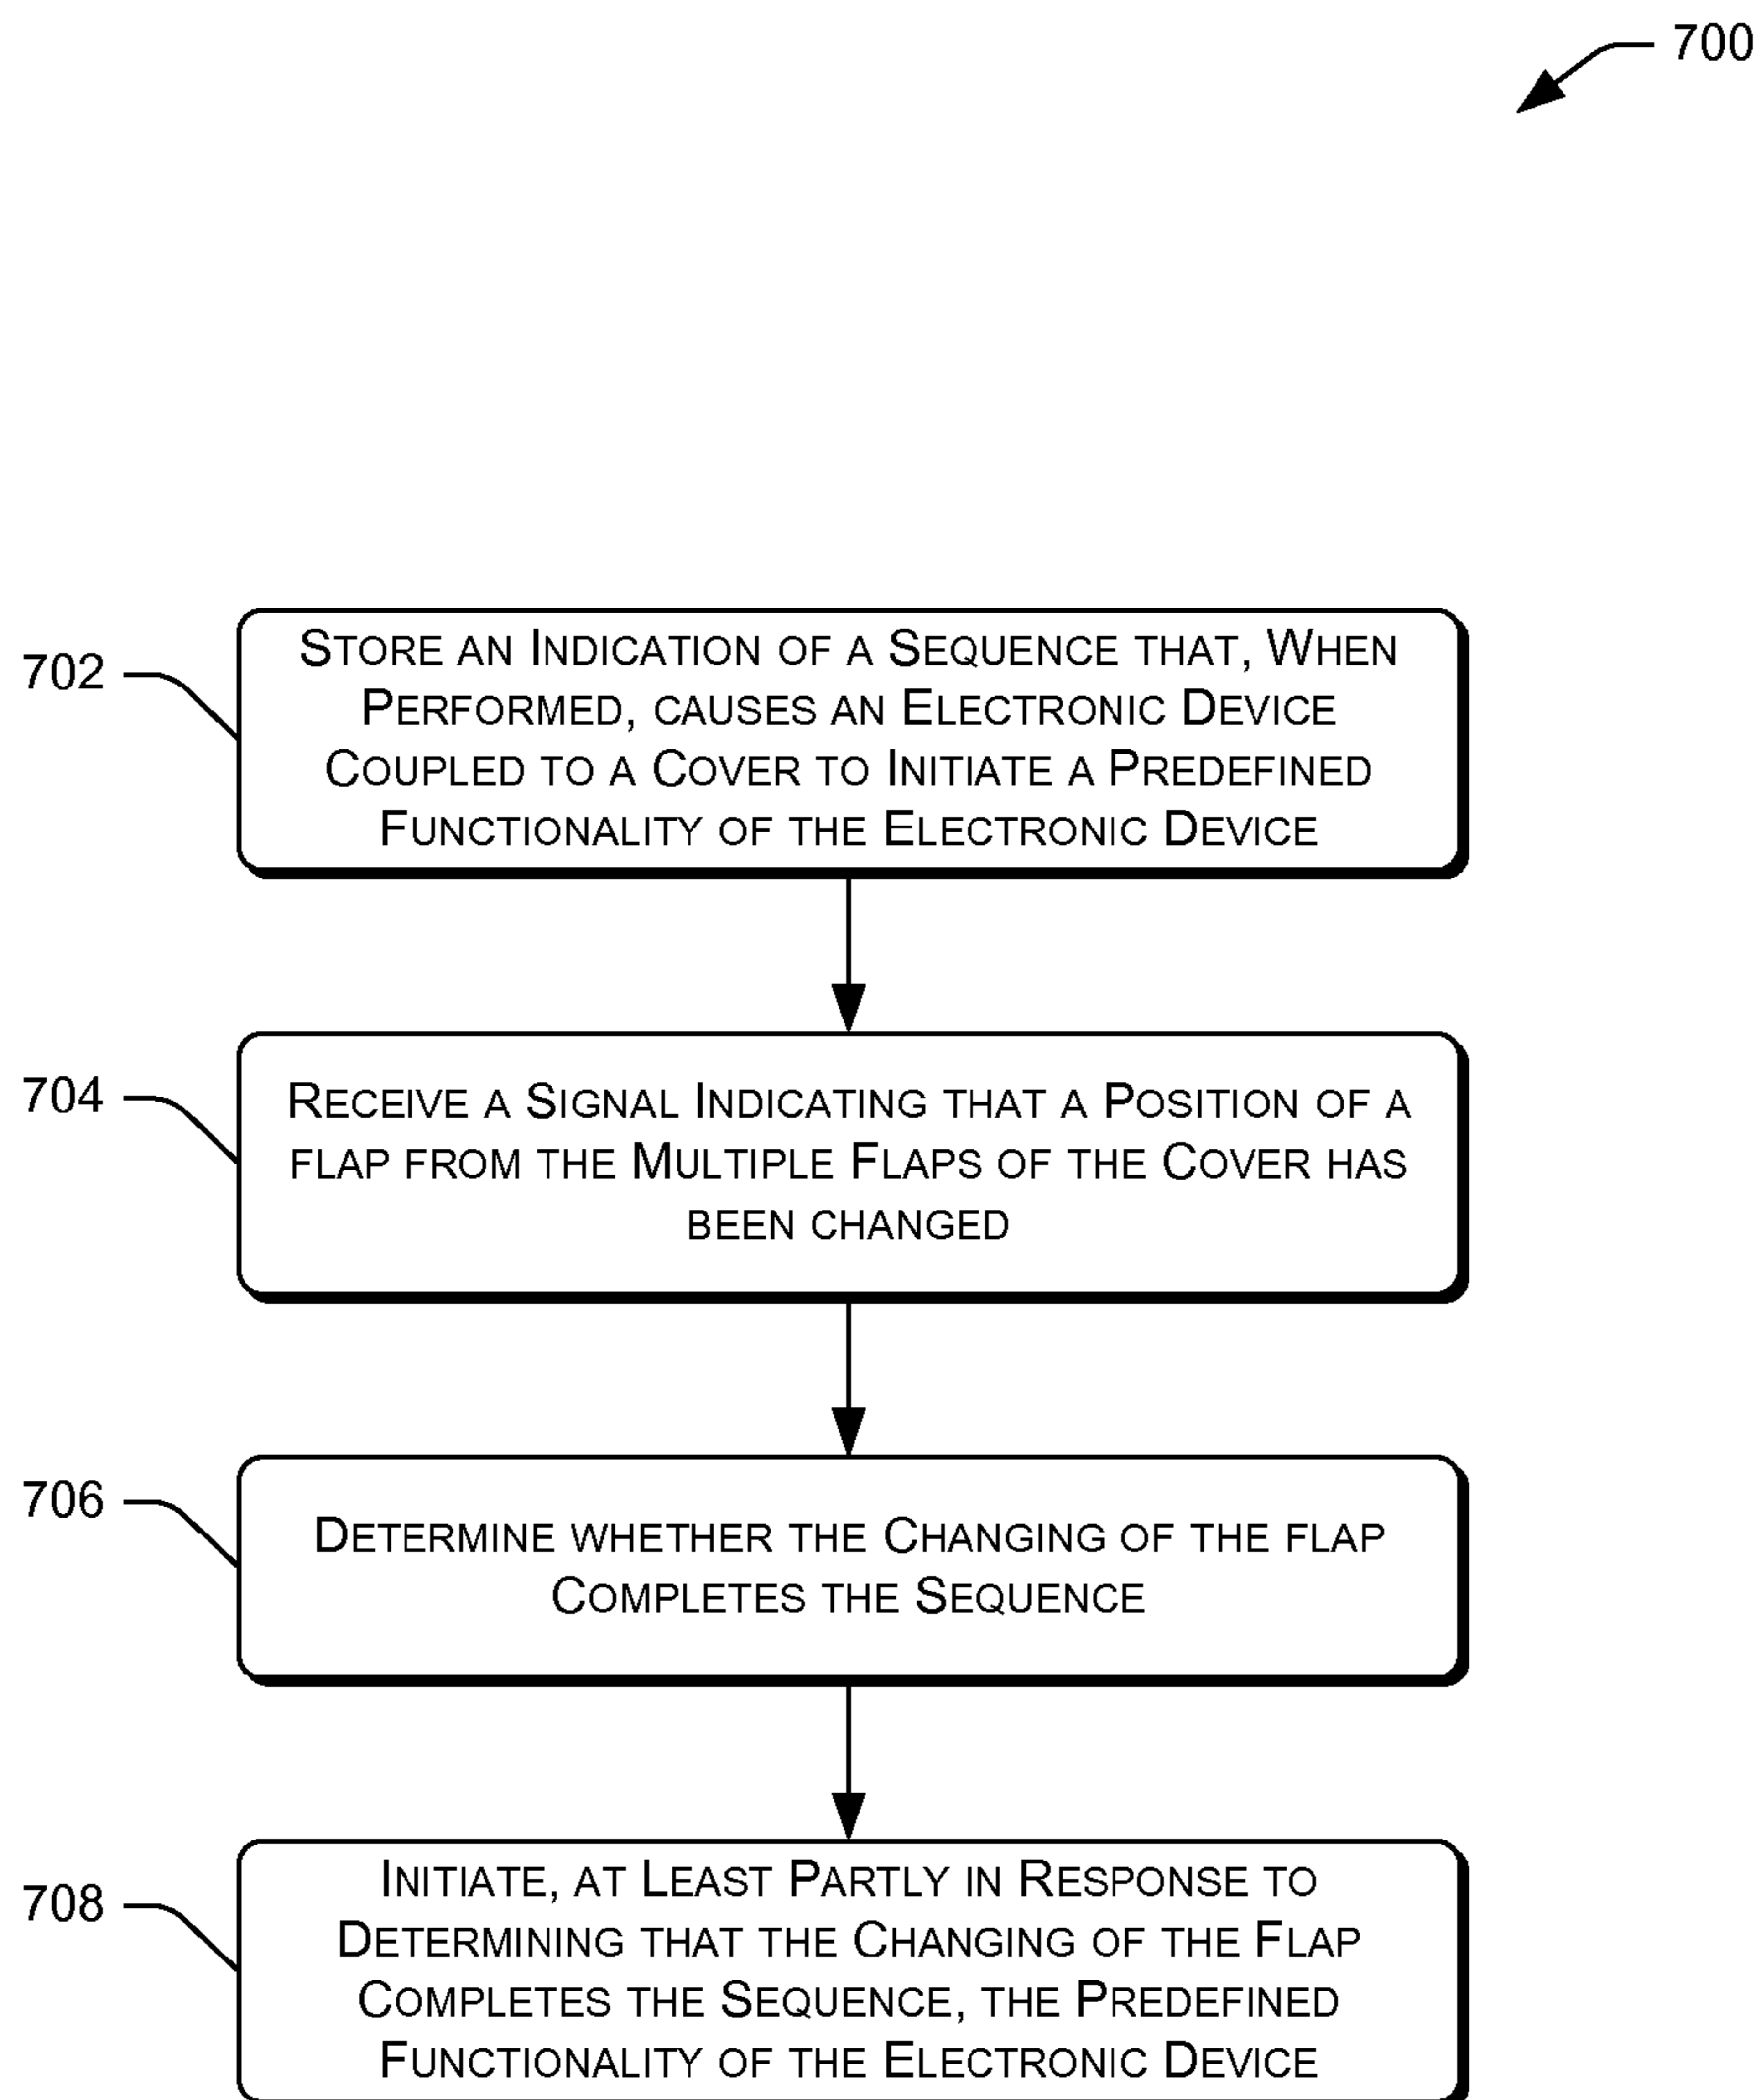 700
702
STORE AN INDICATION OF A SEQUENCE THAT, WHEN
PERFORMED, CAUSES AN ELECTRONIC DEVICE
COUPLED TO A COVER TO INITIATE A PREDEFINED
FUNCTIONALITY OF THE ELECTRONIC DEVICE
704
RECEIVE A SIGNAL INDICATING THAT A POSITION OF A
FLAP FROM THE MULTIPLE FLAPS OF THE COVER HAS
BEEN CHANGED
706
DETERMINE WHETHER THE CHANGING OF THE FLAP
COMPLETES THE SEQUENCE
708
INITIATE, AT LEAST PARTLY IN RESPONSE TO
DETERMINING THAT THE CHANGING OF THE FLAP
COMPLETES THE SEQUENCE, THE PREDEFINED
FUNCTIONALITY OF THE ELECTRONIC DEVICE